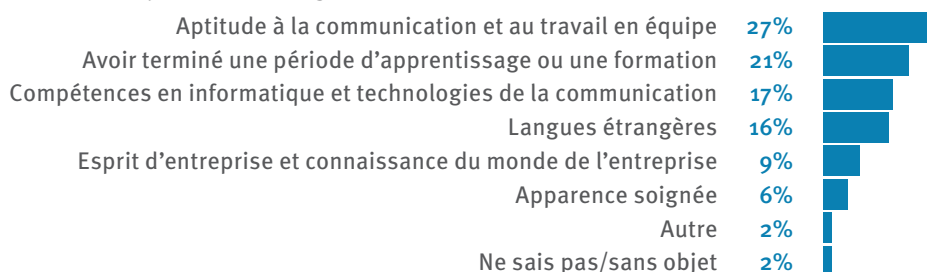 Aptitude à la communication et au travail en équipe 27%
Avoir terminé une période d’apprentissage ou une formation 21%
Compétences en informatique et technologies de la communication 17%
Langues étrangères 16%
Esprit d’entreprise et connaissance du monde de l’entreprise 9%
Apparence soignée 6%
Autre 2%
Ne sais pas/sans objet 2%